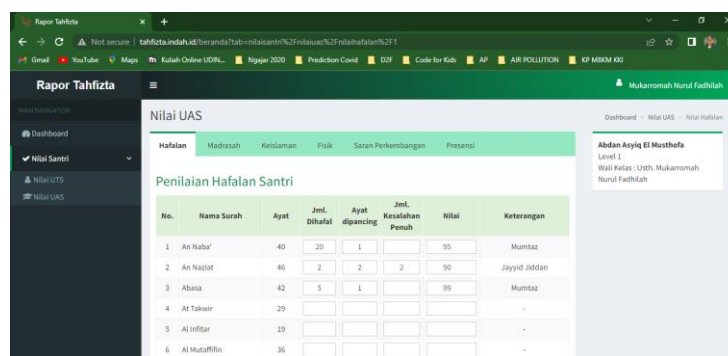 Rapor Tahfizta
Not secure | tahfizta.indah.id/beranda?tab=nilaisantri%2Fnilaiuas%2Fnilaihafalan%2F1
Gmail YouTube Maps Kuliah Online UDIN... Ngajar 2020 Prediction Covid D2F Code for Kids AP AIR POLLUTION KP MBKM KKI
Rapor Tahfizta Mukarromah Nurul Fadhilah
MAIN NAVIGATION
Dashboard
Nilai Santri
Nilai UTS
Nilai UAS
Nilai UAS
Dashboard Nilai UAS Nilai Hafalan
Hafalan Madrasah Keislaman Fisik Saran Perkembangan Presensi
Abdan Asyiq El Musthofa
Level 1
Wali Kelas : Usth. Mukarromah
Nurul Fadhilah
Penilaian Hafalan Santri
No. Nama Surah Ayat Jml. Dihafal Ayat dipancing Jml. Kesalahan Penuh Nilai Keterangan
1 An Naba' 40 20 1 95 Mumtaz
2 An Naziat 46 2 2 2 90 Jayyid Jiddan
3 Abasa 42 5 1 99 Mumtaz
4 At Takwir 29 -
5 Al Infitar 19 -
6 Al Mutaffifin 36 -